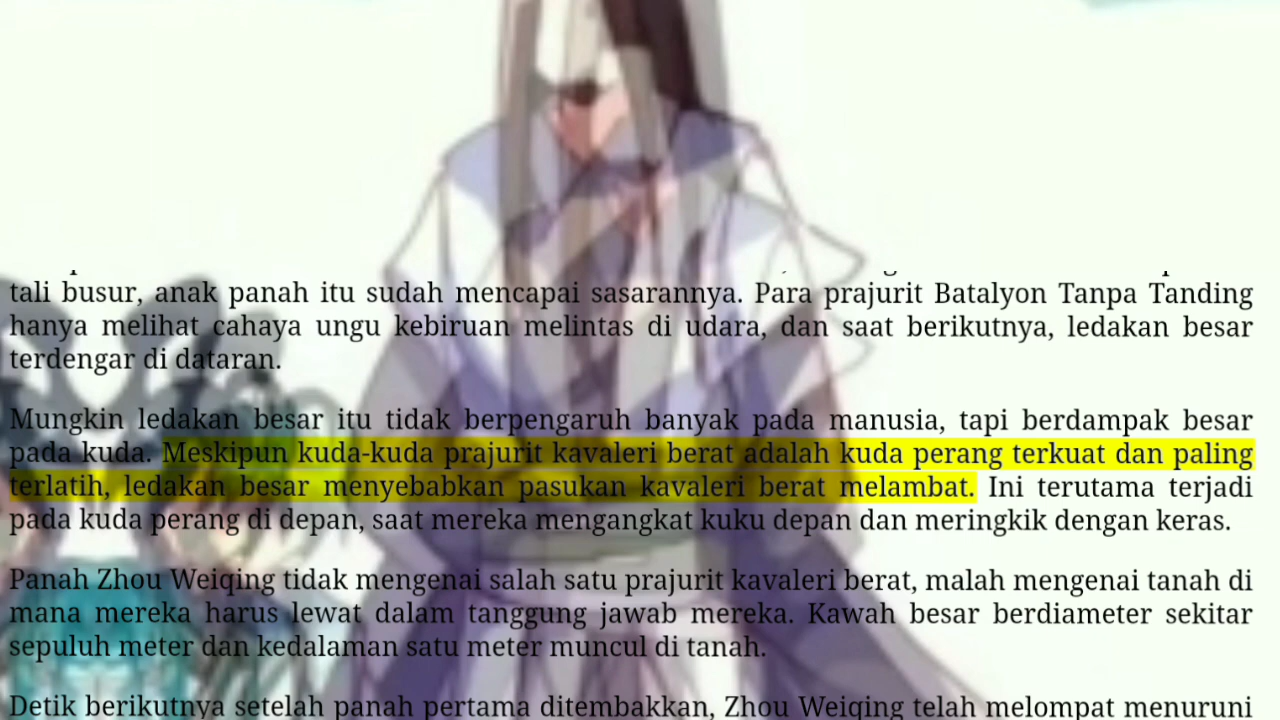 tali busur, anak panah itu sudah mencapai sasarannya. Para prajurit Batalyon Tanpa Tanding
hanya melihat cahaya ungu kebiruan melintas di udara, dan saat berikutnya, ledakan besar
terdengar di dataran.
Mungkin ledakan besar itu tidak berpengaruh banyak pada manusia, tapi berdampak besar
pada kuda. Meskipun kuda-kuda prajurit kavaleri berat adalah kuda perang terkuat dan paling
terlatih, ledakan besar menyebabkan pasukan kavaleri berat melambat. Ini terutama terjadi
pada kuda perang di depan, saat mereka mengangkat kuku depan dan meringkik dengan keras.
Panah Zhou Weiqing tidak mengenai salah satu prajurit kavaleri berat, malah mengenai tanah di
mana mereka harus lewat dalam tanggung jawab mereka. Kawah besar berdiameter sekitar
sepuluh meter dan kedalaman satu meter muncul di tanah.
Detik berikutnya setelah panah pertama ditembakkan, Zhou Weiqing telah melompat menuruni